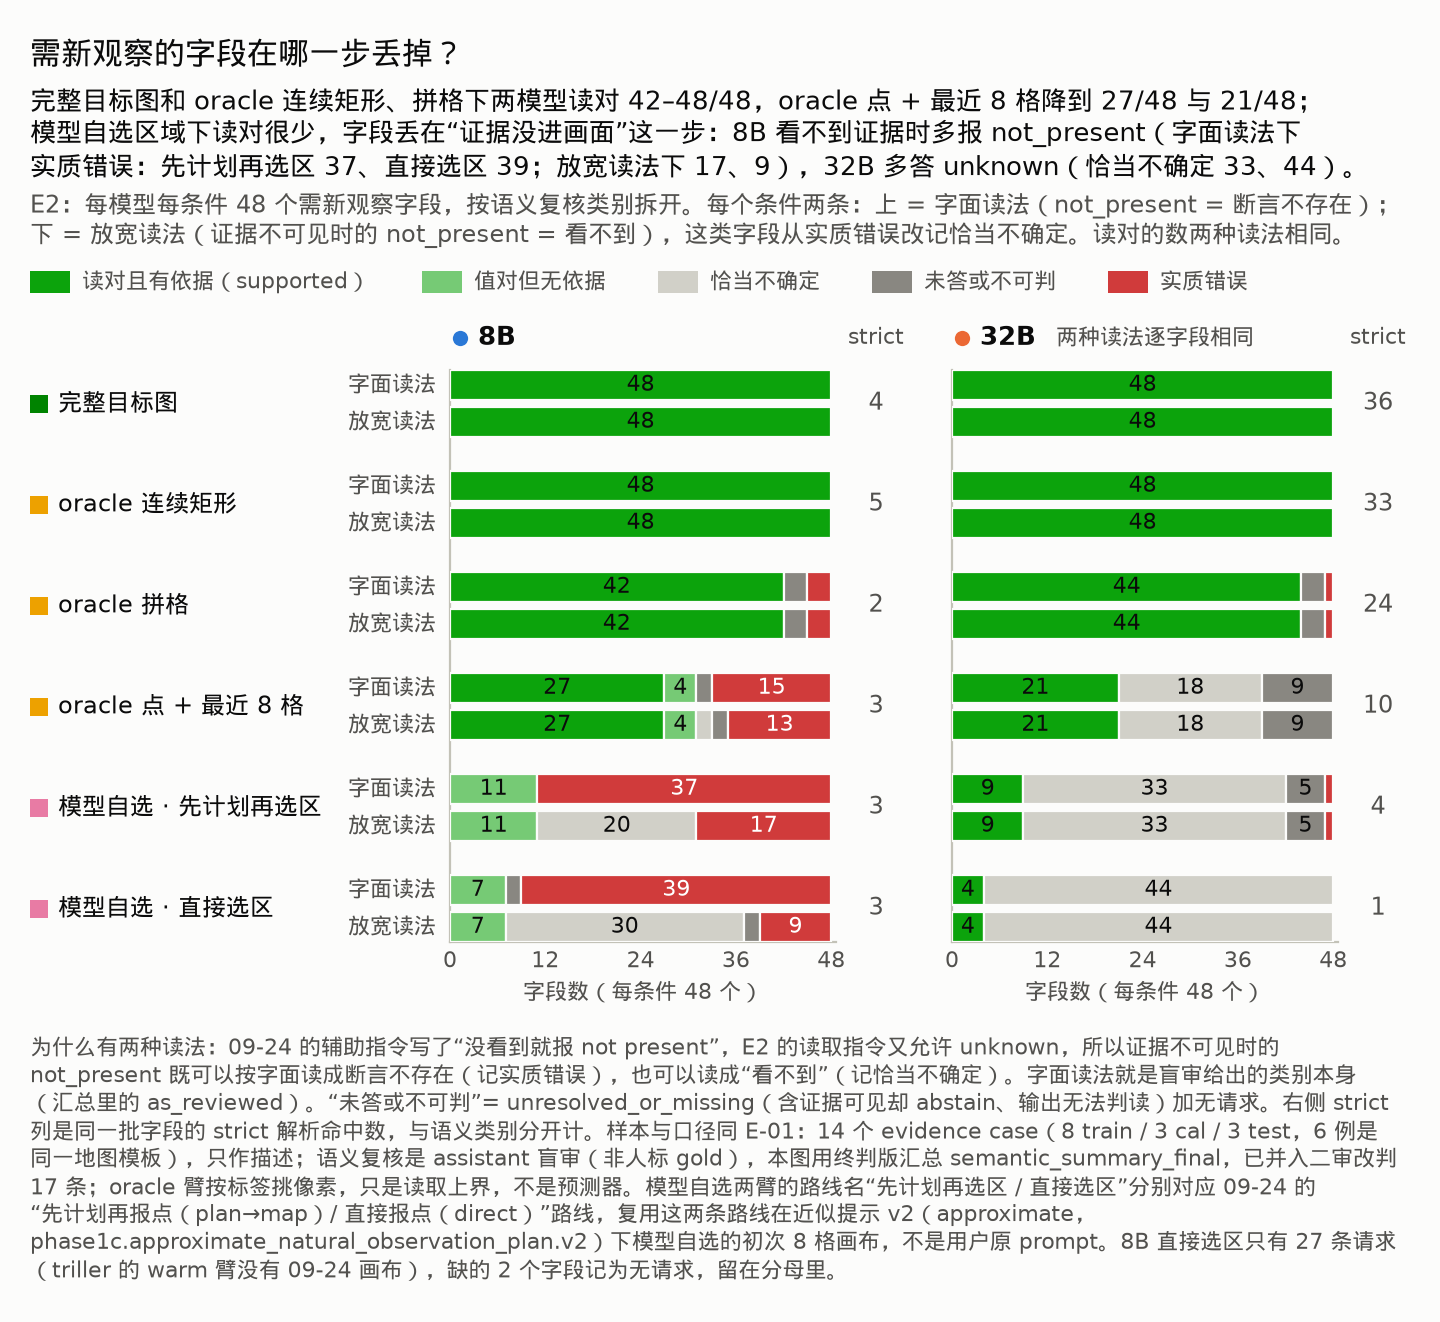 需新观察的字段在哪一步丢掉？
完整目标图和 oracle 连续矩形、拼格下两模型读对 42–48/48，oracle 点 + 最近 8 格降到 27/48 与 21/48；
模型自选区域下读对很少，字段丢在“证据没进画面”这一步：8B 看不到证据时多报 not_present（字面读法下
实质错误：先计划再选区 37、直接选区 39；放宽读法下 17、9），32B 多答 unknown（恰当不确定 33、44）。
E2：每模型每条件 48 个需新观察字段，按语义复核类别拆开。每个条件两条：上 = 字面读法（not_present = 断言不存在）；
下 = 放宽读法（证据不可见时的 not_present = 看不到），这类字段从实质错误改记恰当不确定。读对的数两种读法相同。
读对且有依据（supported） 值对但无依据 恰当不确定 未答或不可判 实质错误
8B strict 32B 两种读法逐字段相同 strict
完整目标图
字面读法 48 48
放宽读法 48 48
4 36
oracle 连续矩形
字面读法 48 48
放宽读法 48 48
5 33
oracle 拼格
字面读法 42 44
放宽读法 42 44
2 24
oracle 点 + 最近 8 格
字面读法 27 4 15 21 18 9
放宽读法 27 4 13 21 18 9
3 10
模型自选 · 先计划再选区
字面读法 11 37 9 33 5
放宽读法 11 20 17 9 33 5
3 4
模型自选 · 直接选区
字面读法 7 39 4 44
放宽读法 7 30 9 4 44
3 1
0 12 24 36 48 0 12 24 36 48
字段数（每条件 48 个） 字段数（每条件 48 个）
为什么有两种读法：09-24 的辅助指令写了“没看到就报 not present”，E2 的读取指令又允许 unknown，所以证据不可见时的
not_present 既可以按字面读成断言不存在（记实质错误），也可以读成“看不到”（记恰当不确定）。字面读法就是盲审给出的类别本身
（汇总里的 as_reviewed）。“未答或不可判”= unresolved_or_missing（含证据可见却 abstain、输出无法判读）加无请求。右侧 strict
列是同一批字段的 strict 解析命中数，与语义类别分开计。样本与口径同 E-01：14 个 evidence case（8 train / 3 cal / 3 test，6 例是
同一地图模板），只作描述；语义复核是 assistant 盲审（非人标 gold），本图用终判版汇总 semantic_summary_final，已并入二审改判
17 条；oracle 臂按标签挑像素，只是读取上界，不是预测器。模型自选两臂的路线名“先计划再选区 / 直接选区”分别对应 09-24 的
“先计划再报点（plan→map）/ 直接报点（direct）”路线，复用这两条路线在近似提示 v2（approximate，
phase1c.approximate_natural_observation_plan.v2）下模型自选的初次 8 格画布，不是用户原 prompt。8B 直接选区只有 27 条请求
（triller 的 warm 臂没有 09-24 画布），缺的 2 个字段记为无请求，留在分母里。